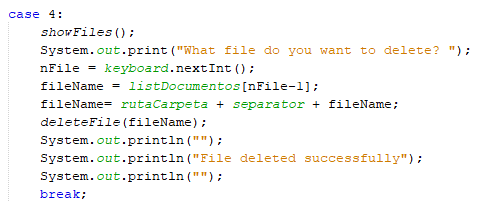 case 4:
showFiles();
System.out.print("What file do you want to delete? ");
nFile = keyboard.nextInt();
fileName = listDocumentos[nFile-1];
fileName= rutaCarpeta + separator + fileName;
deleteFile(fileName);
System.out.println("");
System.out.println("File deleted successfully");
System.out.println("");
break;